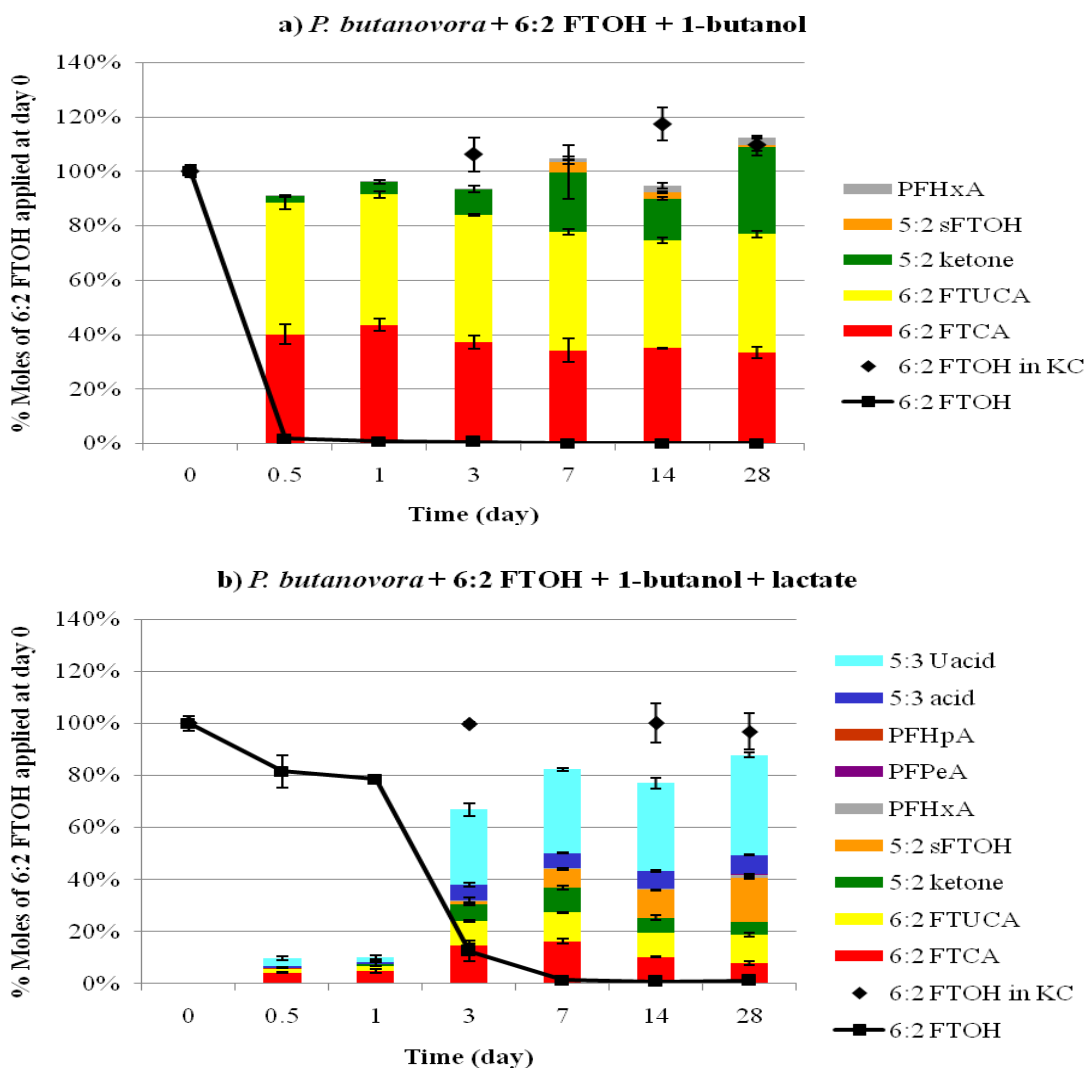 a) P. butanovora + 6:2 FTOH + 1-butanol
% Moles of 6:2 FTOH applied at day 0
140%
120%
100%
80%
60%
40%
20%
0%
0 0.5 1 3 7 14 28
Time (day)
PFHxA
5:2 sFTOH
5:2 ketone
6:2 FTUCA
6:2 FTCA
6:2 FTOH in KC
6:2 FTOH
b) P. butanovora + 6:2 FTOH + 1-butanol + lactate
% Moles of 6:2 FTOH applied at day 0
140%
120%
100%
80%
60%
40%
20%
0%
0 0.5 1 3 7 14 28
Time (day)
5:3 Uacid
5:3 acid
PFHpA
PFPeA
PFHxA
5:2 sFTOH
5:2 ketone
6:2 FTUCA
6:2 FTCA
6:2 FTOH in KC
6:2 FTOH